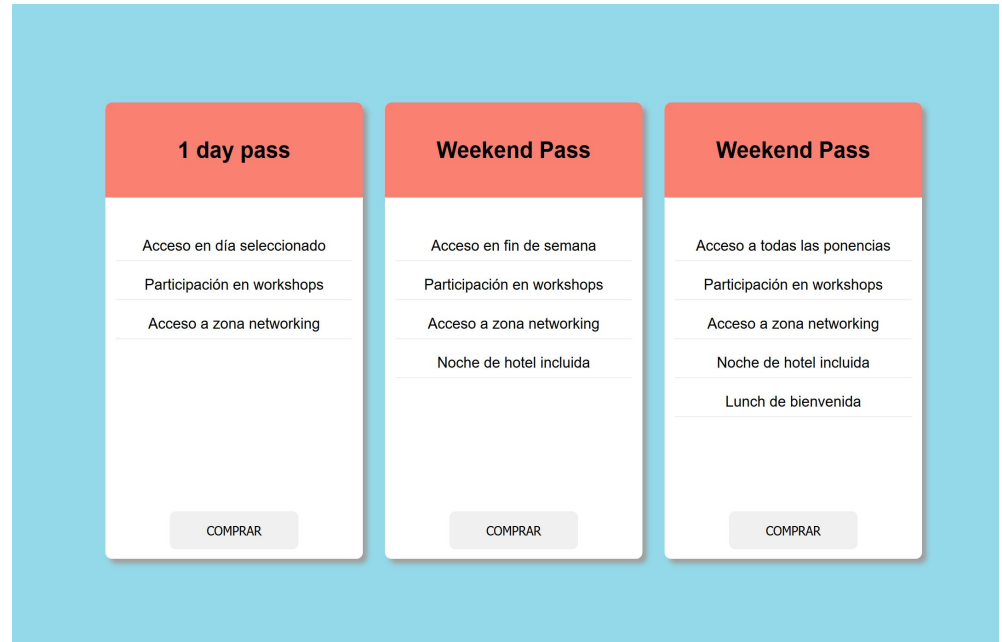 1 day pass
Acceso en día seleccionado
Participación en workshops
Acceso a zona networking
COMPRAR
Weekend Pass
Acceso en fin de semana
Participación en workshops
Acceso a zona networking
Noche de hotel incluida
COMPRAR
Weekend Pass
Acceso a todas las ponencias
Participación en workshops
Acceso a zona networking
Noche de hotel incluida
Lunch de bienvenida
COMPRAR